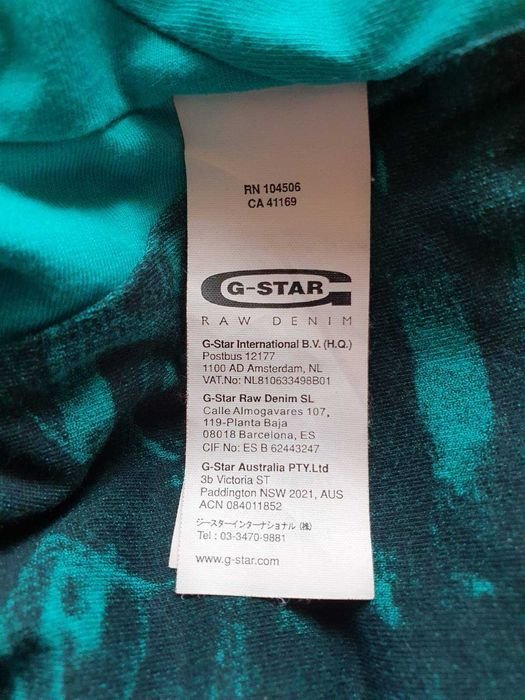 RN 104506
CA 41169
G-STAR
RAW DENIM
G-Star International B.V. (H.Q.)
Postbus 12177
1100 AD Amsterdam, NL
VAT.No: NL810633498B01
G-Star Raw Denim SL
Calle Almogavares 107,
119-Planta Baja
08018 Barcelona, ES
CIF No: ES B 62443247
G-Star Australia PTY.Ltd
3b Victoria ST
Paddington NSW 2021, AUS
ACN 084011852
ジースターインターナショナル (株)
Tel : 03-3470-9881
www.g-star.com